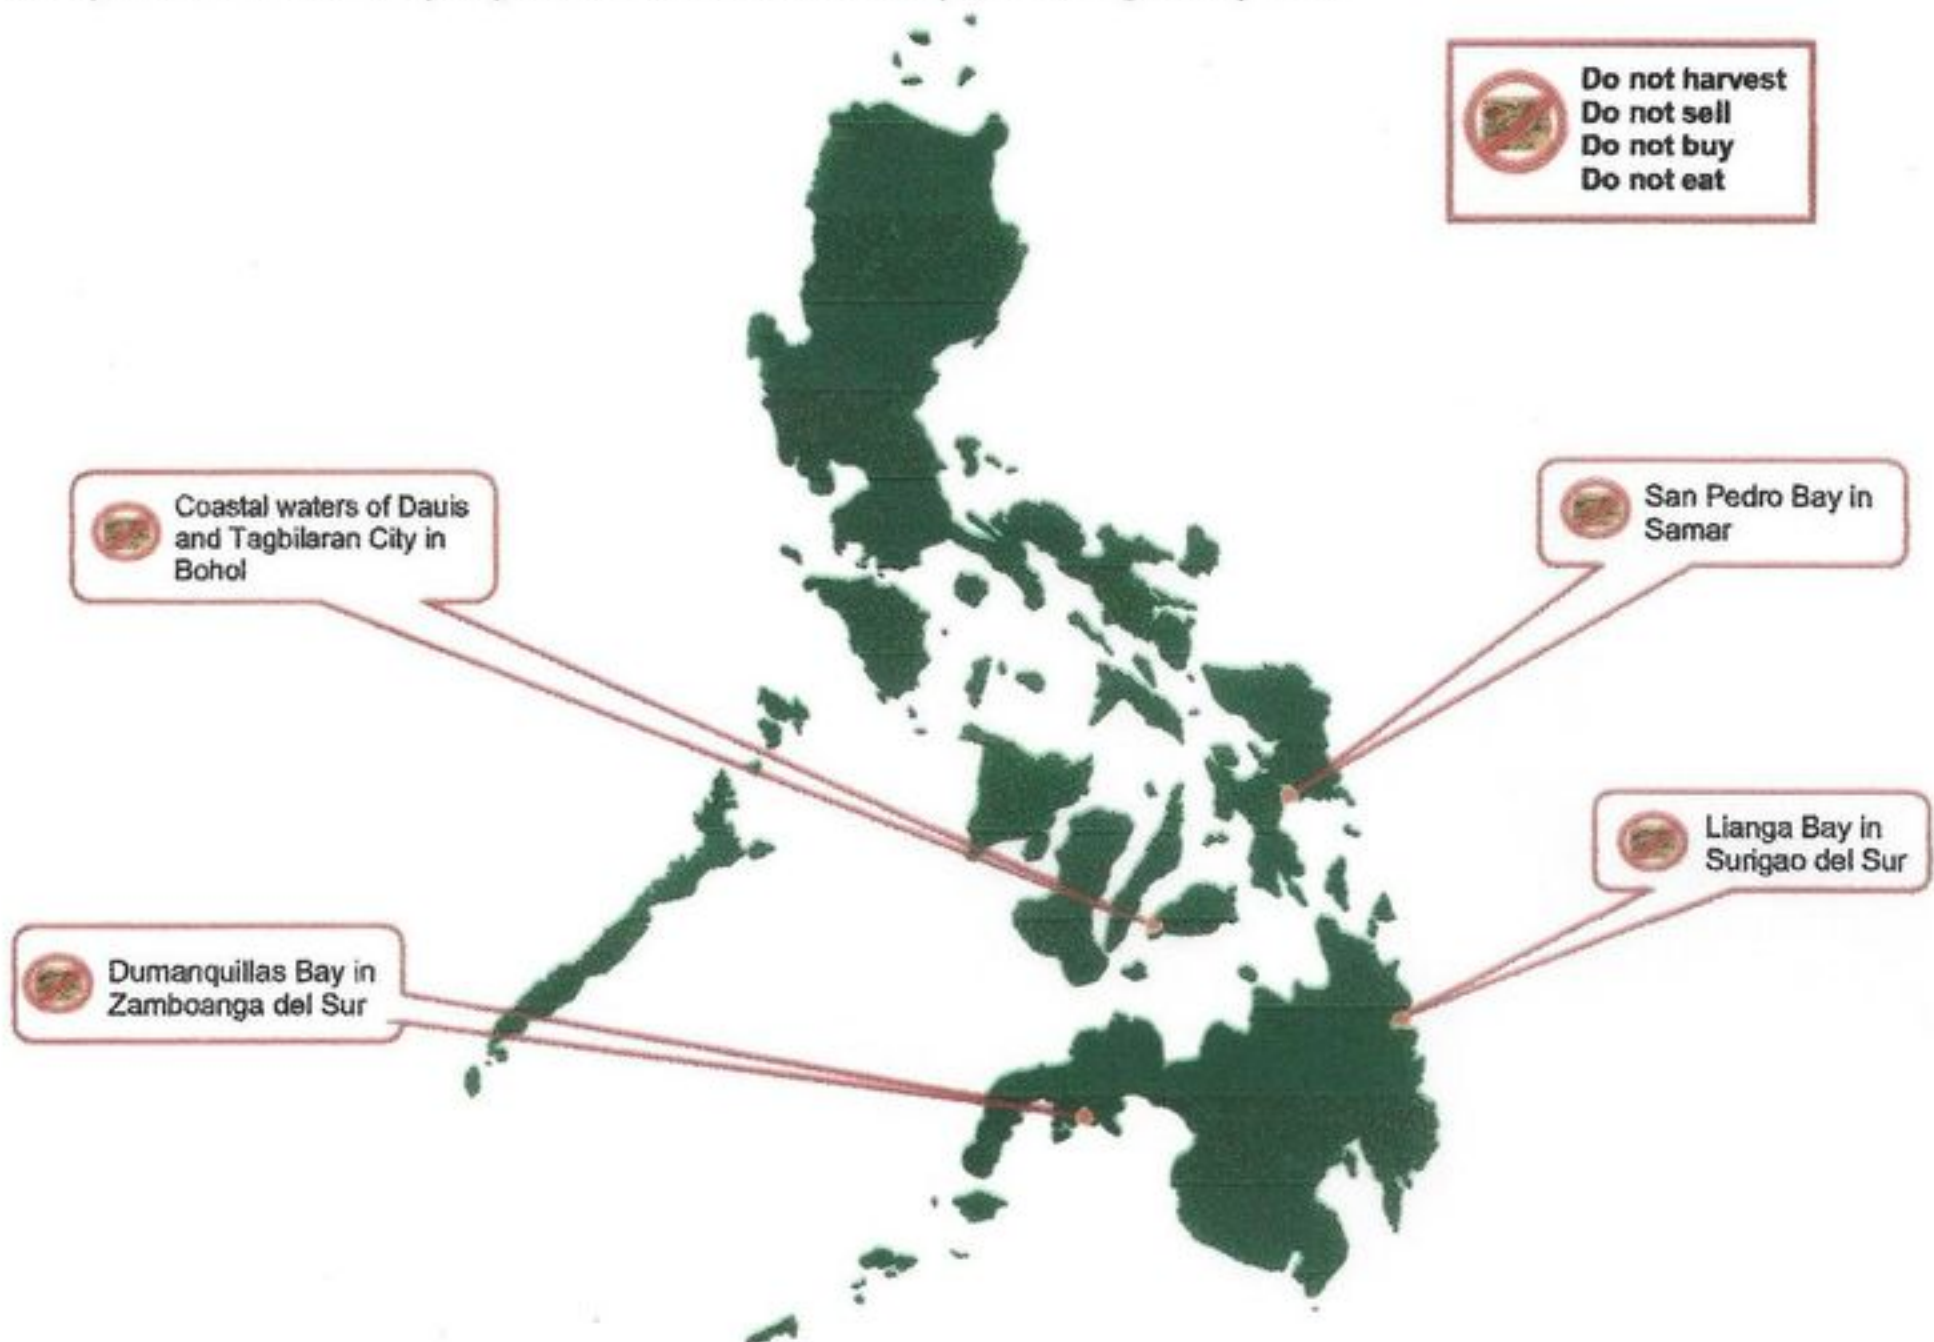 Do not harvest
Do not sell
Do not buy
Do not eat
Coastal waters of Dauis
and Tagbilaran City in
Bohol
San Pedro Bay in
Samar
Lianga Bay in
Surigao del Sur
Dumanquillas Bay in
Zamboanga del Sur